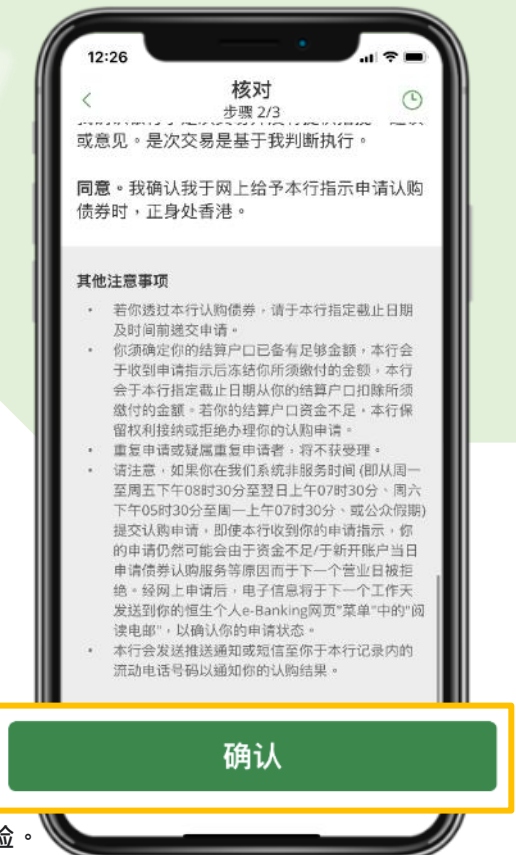 12:26
核对
步骤 2/3
或意见。是次交易是基于我判断执行。
同意。我确认我于网上给予本行指示申请认购
债券时，正身处香港。
其他注意事项
• 若你透过本行认购债券，请于本行指定截止日期
及时间前递交申请。
• 你须确定你的结算户口已备有足够金额，本行会
于收到申请指示后冻结你所须缴付的金额，本行
会于本行指定截止日期从你的结算户口扣除所须
缴付的金额。若你的结算户口资金不足，本行保
留权利接纳或拒绝办理你的认购申请。
• 重复申请或疑属重复申请者，将不获受理。
• 请注意，如果你在我们系统非服务时间 (即从周一
至周五下午08时30分至翌日上午07时30分、周六
下午05时30分至周一上午07时30分、或公众假期)
提交认购申请，即使本行收到你的申请指示，你
的申请仍然可能会由于资金不足/于新开账户当日
申请债券认购服务等原因而于下一个营业日被拒
绝。经网上申请后，电子信息将于下一个工作天
发送到你的恒生个人e-Banking网页"菜单"中的"阅
读电邮"，以确认你的申请状态。
• 本行会发送推送通知或短信至你于本行记录内的
流动电话号码以通知你的认购结果。
确认
险。